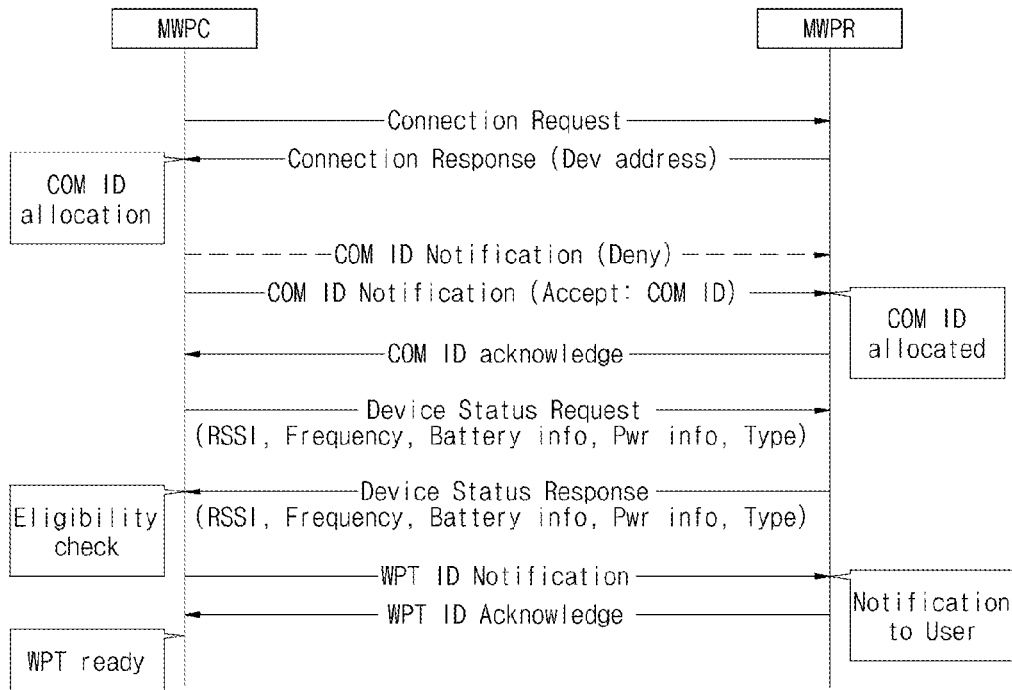 MWPC
MWPR
Connection Request
Connection Response (Dev address)
COM ID
allocation
COM ID Notification (Deny)
COM ID Notification (Accept: COM ID)
COM ID
allocated
COM ID acknowledge
Device Status Request
(RSSI, Frequency, Battery info, Pwr info, Type)
Device Status Response
(RSSI, Frequency, Battery info, Pwr info, Type)
Eligibility
check
WPT ID Notification
WPT ID Acknowledge
Notification
to User
WPT ready